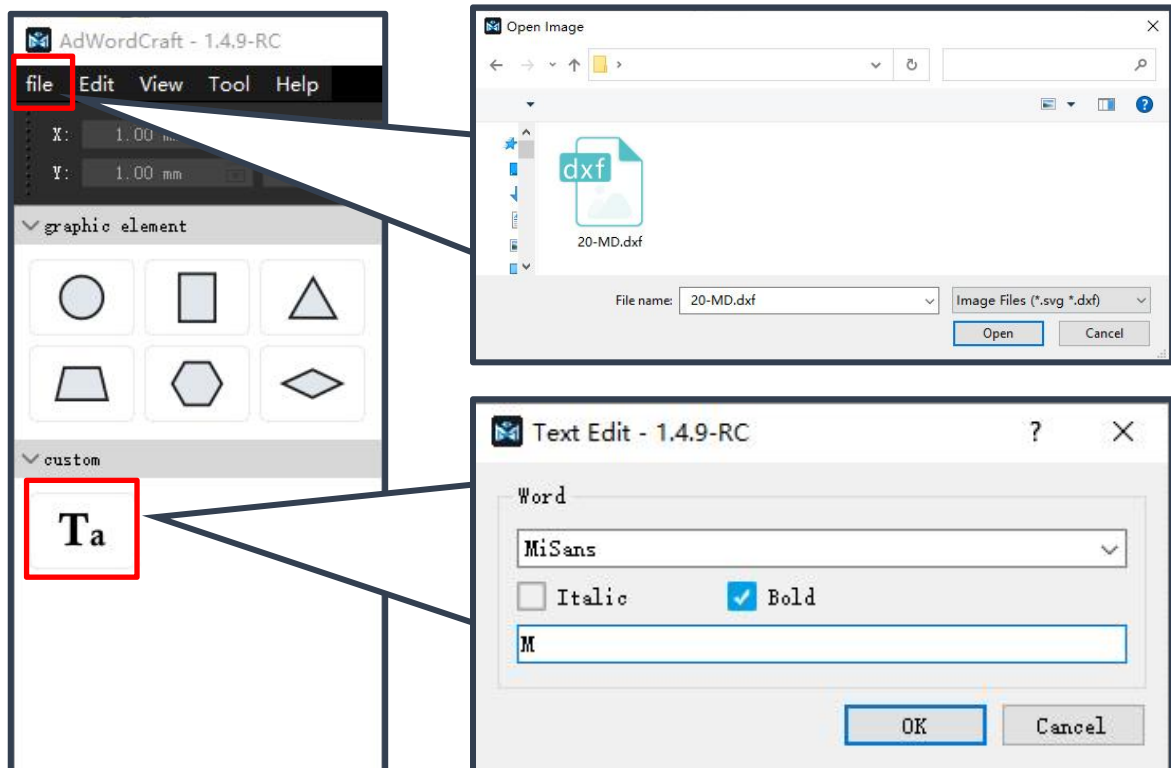 AdWordCraft - 1.4.9-RC
file Edit View Tool Help
X: 1.00 mm
Y: 1.00 mm
graphic element
custom
Ta
Open Image
dxf
20-MD.dxf
File name: 20-MD.dxf Image Files (*.svg *.dxf)
Open Cancel
Text Edit - 1.4.9-RC
Word
MiSans
Italic Bold
M
OK Cancel